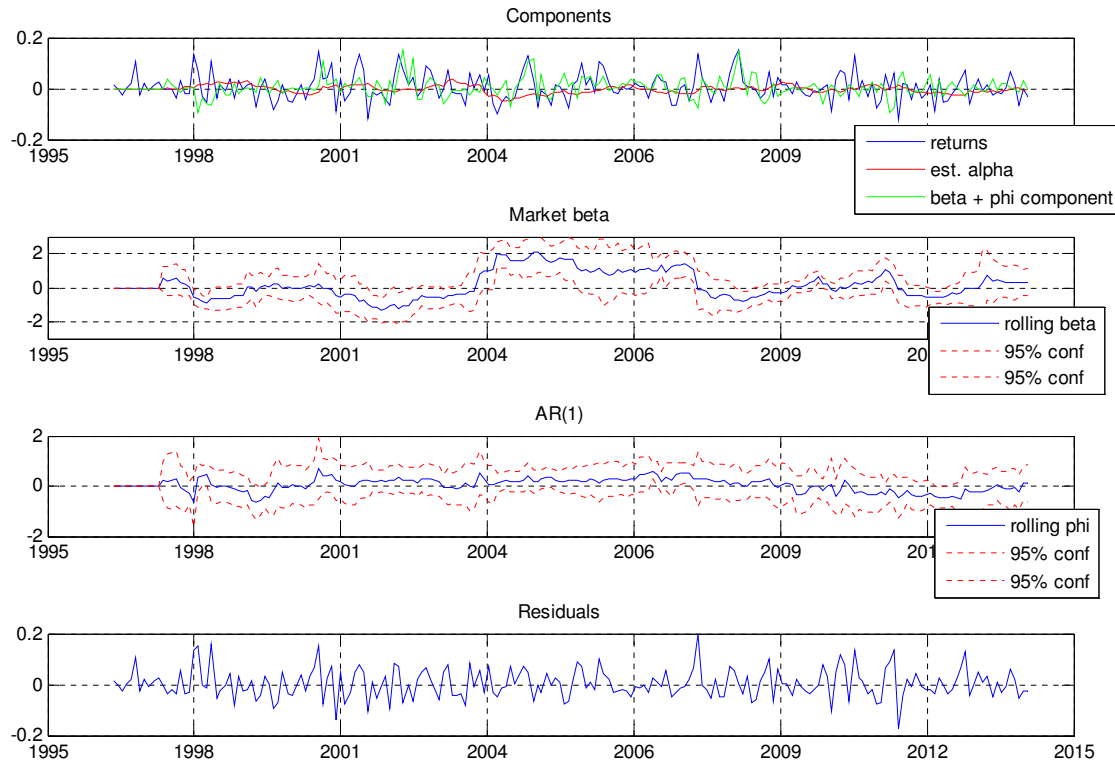 Components
0.2
0
-0.2
1995 1998 2001 2004 2006 2009
returns
est. alpha
beta + phi component
2015
Market beta
2
0
-2
1995 1998 2001 2004 2006 2009 201
rolling beta
95% conf
95% conf
AR(1)
2
0
-2
1995 1998 2001 2004 2006 2009 201
rolling phi
95% conf
95% conf
Residuals
0.2
0
-0.2
1995 1998 2001 2004 2006 2009 2012 2015